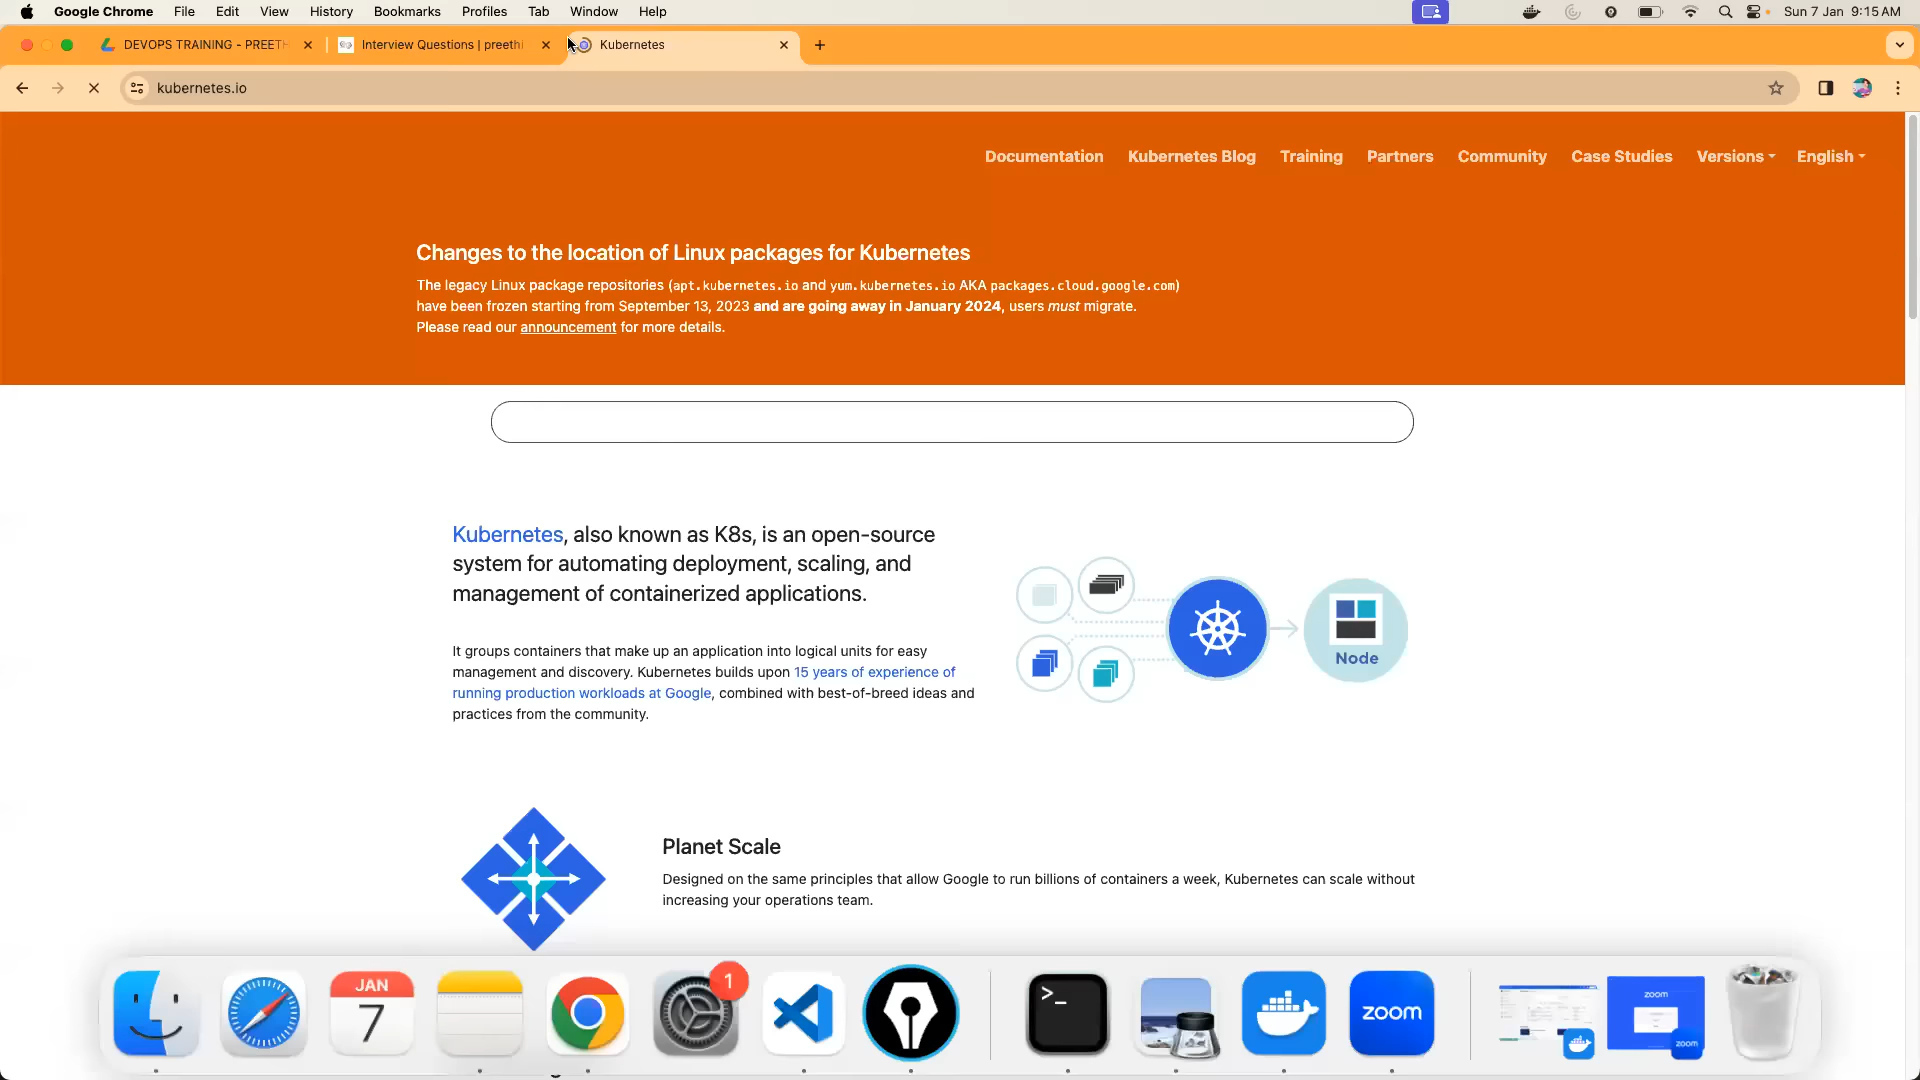 Google Chrome File Edit View History Bookmarks Profiles Tab Window Help Sun 7 Jan 9:15 AM
DEVOPS TRAINING - PREETH Interview Questions | preethi Kubernetes
kubernetes.io
Documentation Kubernetes Blog Training Partners Community Case Studies Versions English
Changes to the location of Linux packages for Kubernetes
The legacy Linux package repositories (apt.kubernetes.io and yum.kubernetes.io AKA packages.cloud.google.com)
have been frozen starting from September 13, 2023 and are going away in January 2024, users must migrate.
Please read our announcement for more details.
Kubernetes, also known as K8s, is an open-source
system for automating deployment, scaling, and
management of containerized applications.
It groups containers that make up an application into logical units for easy
management and discovery. Kubernetes builds upon 15 years of experience of
running production workloads at Google, combined with best-of-breed ideas and
practices from the community.
Node
Planet Scale
Designed on the same principles that allow Google to run billions of containers a week, Kubernetes can scale without
increasing your operations team.
JAN
7
1
>_
zoom
zoom
zoom